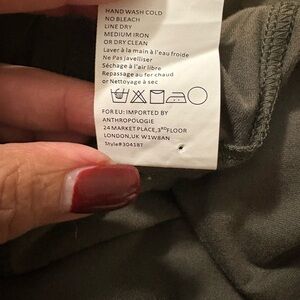 HAND WASH COLD
NO BLEACH
LINE DRY
MEDIUM IRON
OR DRY CLEAN
Laver à la main à l'eau froide
Ne Pas Javelliser
Séchage à l'air libre
Repassage au fer chaud
or Nettoyage à sec
FOR EU: IMPORTED BY
ANTHROPOLOGIE
24 MARKET PLACE, 3RD FLOOR
LONDON, UK W1W8AN
Style#3041BT